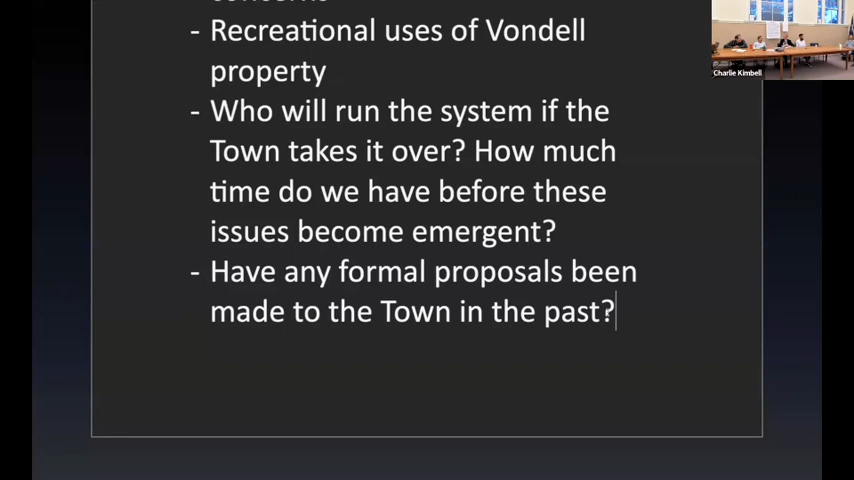 - Recreational uses of Vondell
property
- Who will run the system if the
Town takes it over? How much
time do we have before these
issues become emergent?
- Have any formal proposals been
made to the Town in the past?
Charlie Kimbell